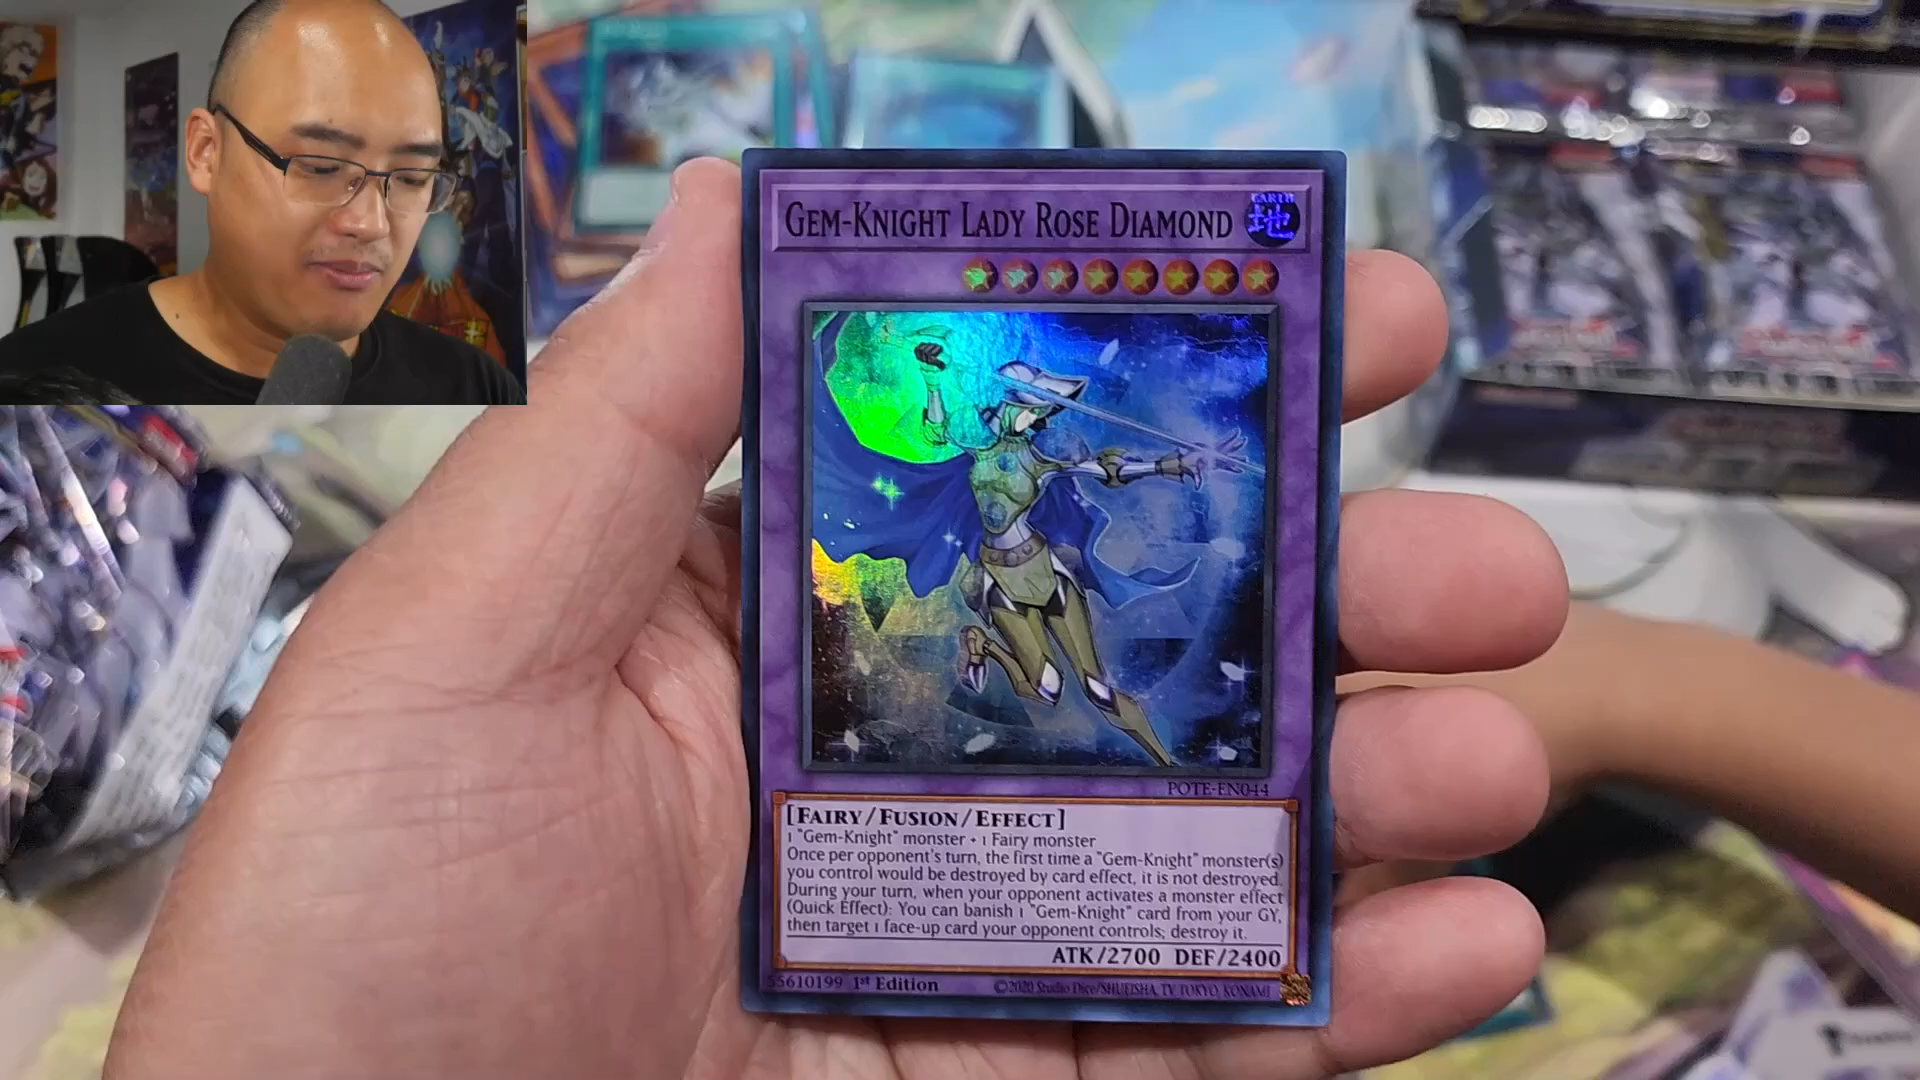 GEM-KNIGHT LADY ROSE DIAMOND
EARTH
地
POTE-EN044
[FAIRY/FUSION/EFFECT]
1 "Gem-Knight" monster + 1 Fairy monster
Once per opponent's turn, the first time a "Gem-Knight" monster(s)
you control would be destroyed by card effect, it is not destroyed.
During your turn, when your opponent activates a monster effect
(Quick Effect): You can banish 1 "Gem-Knight" card from your GY,
then target 1 face-up card your opponent controls; destroy it.
ATK/2700 DEF/2400
55610199 1st Edition
©2020 Studio Dice/SHUEISHA, TV TOKYO, KONAMI